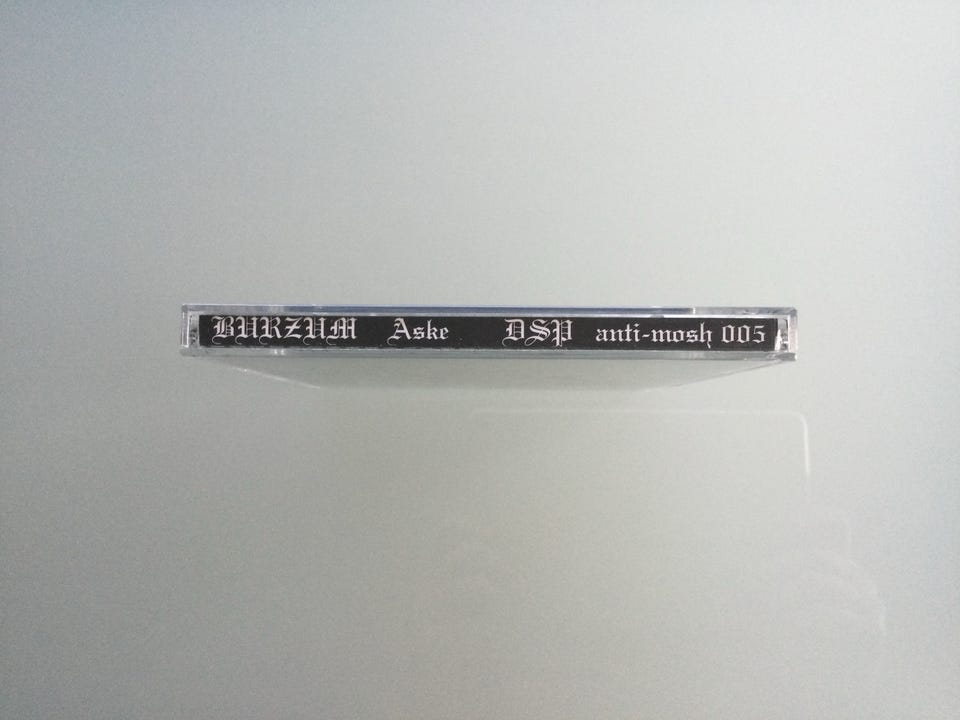 BURZUM Aske DSP anti-mosh 005